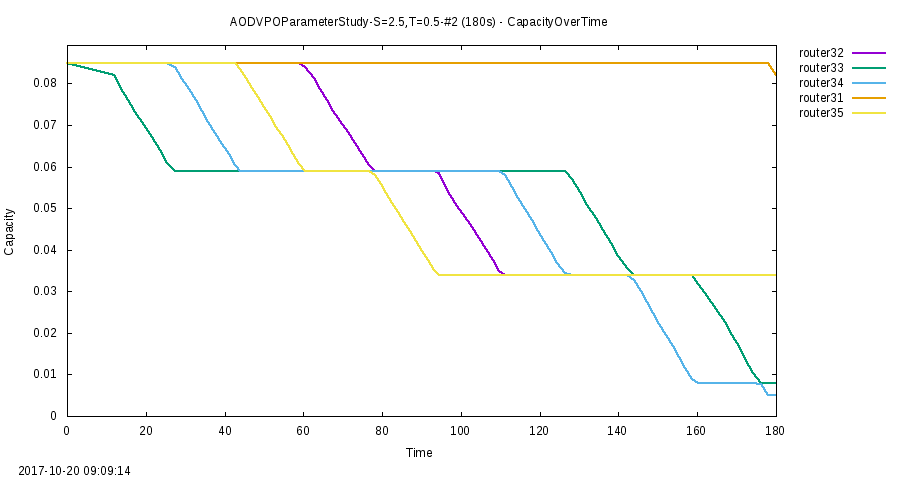 AODVPOParameterStudy-S=2.5,T=0.5-#2 (180s) - CapacityOverTime
router32
router33
router34
router31
router35
0.08
0.07
0.06
0.05
0.04
0.03
0.02
0.01
0
Capacity
0 20 40 60 80 100 120 140 160 180
Time
2017-10-20 09:09:14